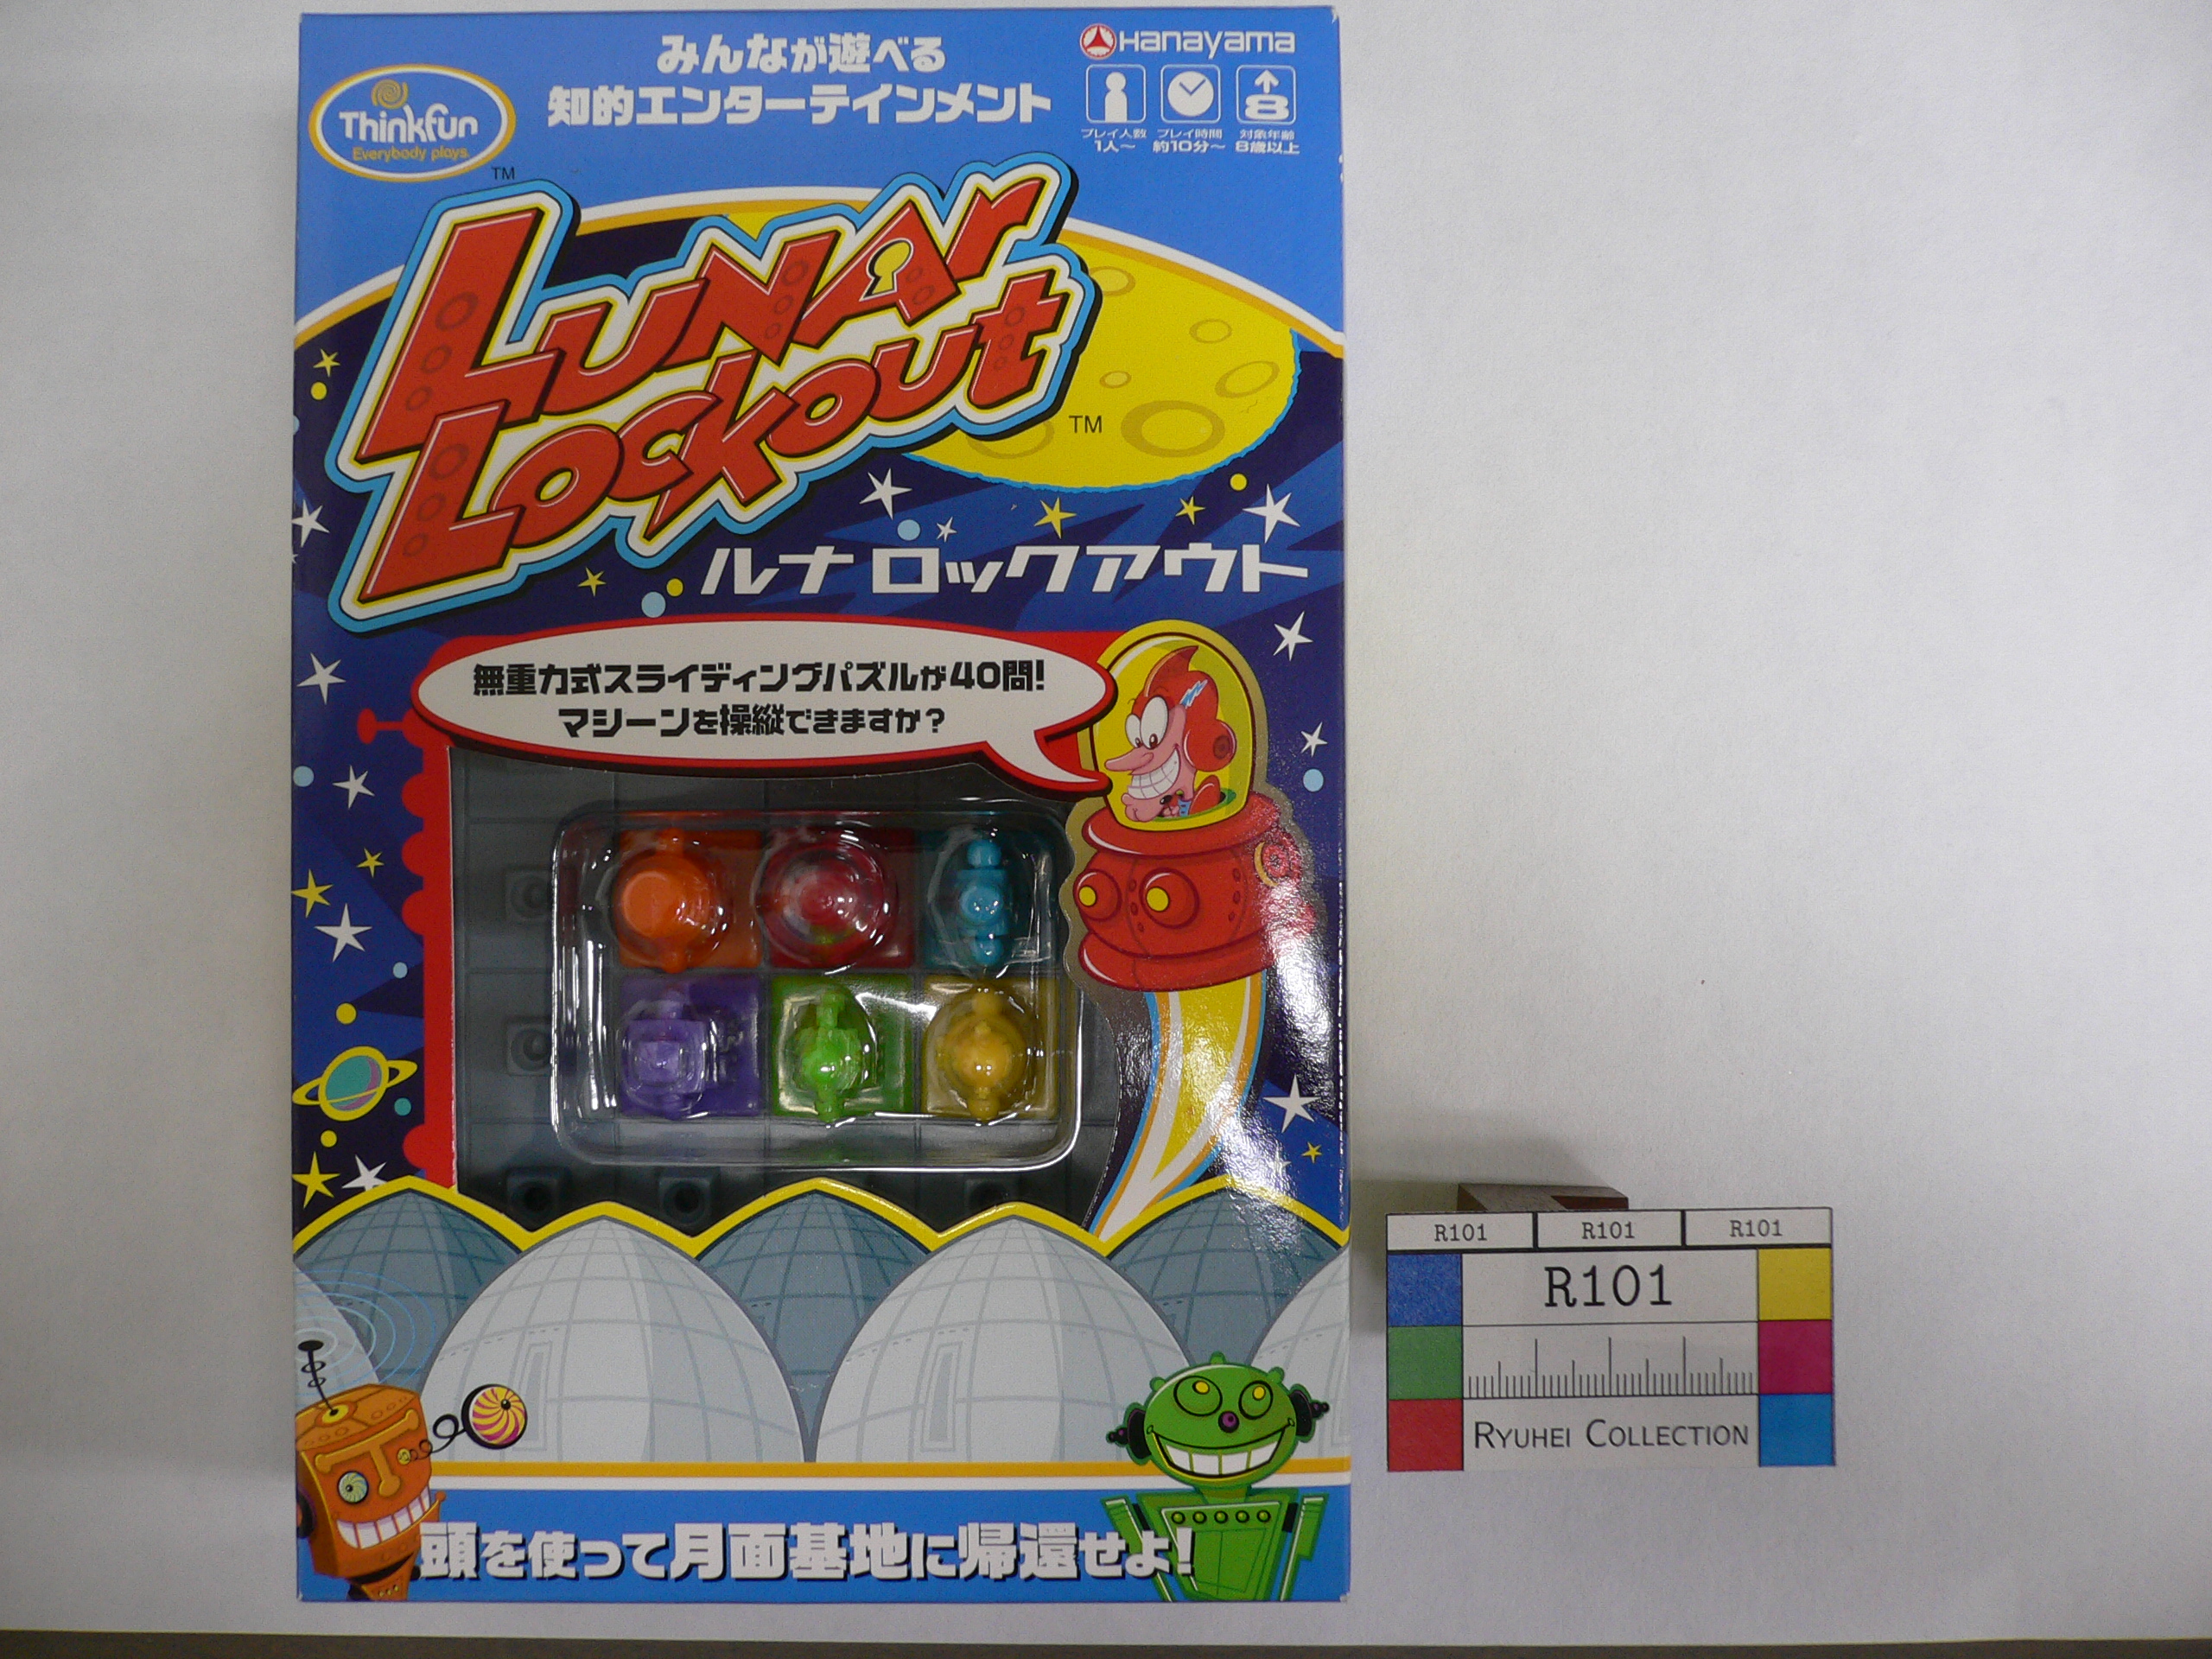 みんなが遊べる
知的エンターテインメント
Hanayama
8
プレイ人数
1人～
プレイ時間
約10分～
対象年齢
8歳以上
Thinkfun
Everybody plays.
TM
LUNAr
LOckOUt
TM
ルナ ロックアウト
無重力式スライディングパズルが40問!
マシーンを操縦できますか?
頭を使って月面基地に帰還せよ!
R101
R101
R101
R101
RYUHEI COLLECTION